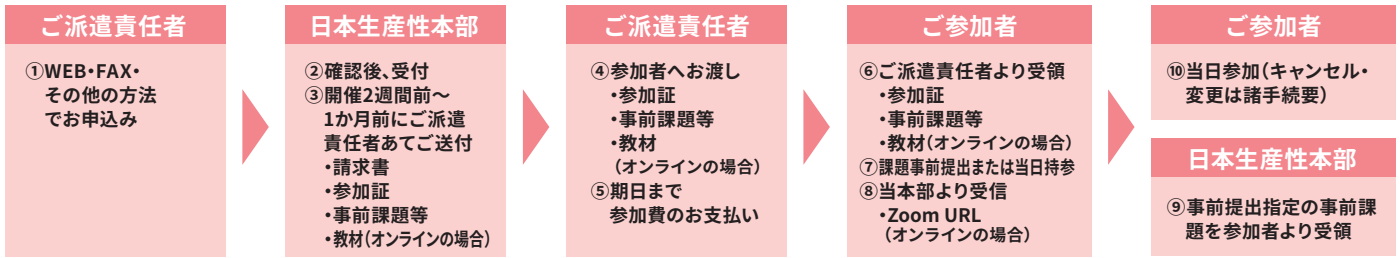 ご派遣責任者
①WEB・FAX・
その他の方法
でお申込み
日本生産性本部
②確認後、受付
③開催2週間前～
1か月前にご派遣
責任者あてご送付
・請求書
・参加証
・事前課題等
・教材(オンラインの場合)
ご派遣責任者
④参加者へお渡し
・参加証
・事前課題等
・教材
(オンラインの場合)
⑤期日まで
参加費のお支払い
ご参加者
⑥ご派遣責任者より受領
・参加証
・事前課題等
・教材(オンラインの場合)
⑦課題事前提出または当日持参
⑧当本部より受信
・Zoom URL
(オンラインの場合)
ご参加者
⑩当日参加(キャンセル・
変更は諸手続要)
日本生産性本部
⑨事前提出指定の事前課
題を参加者より受領